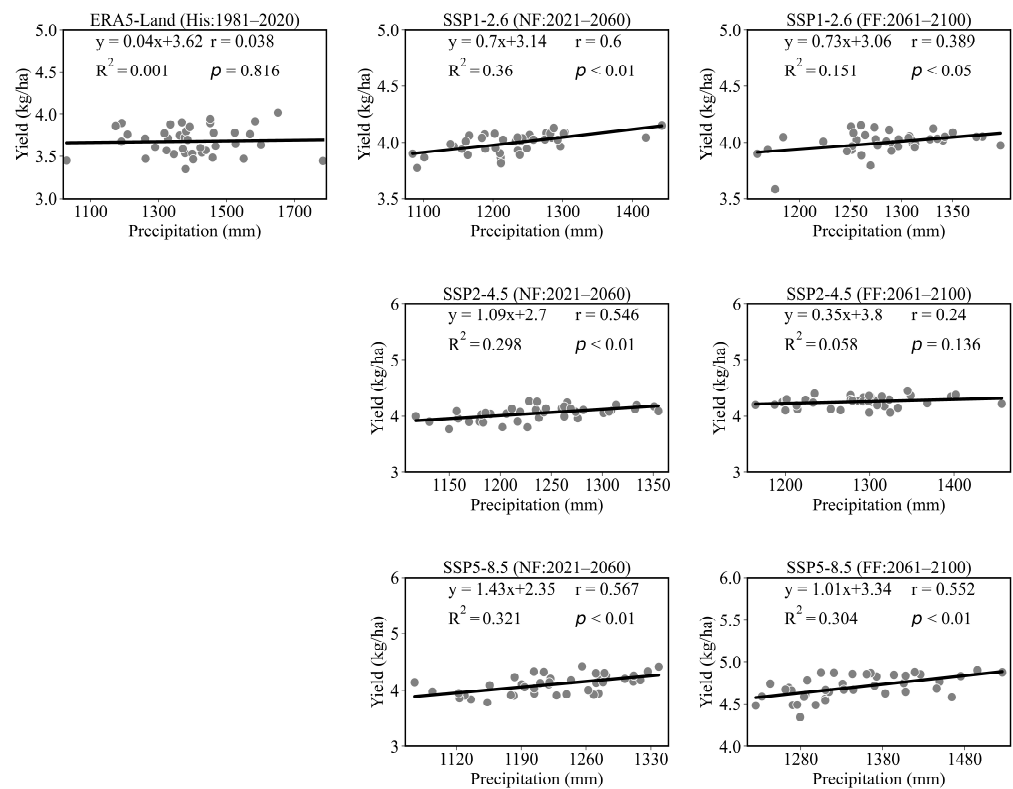 ERA5-Land (His:1981–2020)
y = 0.04x+3.62 r = 0.038
R² = 0.001 p = 0.816
Yield (kg/ha)
5.0
4.5
4.0
3.5
3.0
1100 1300 1500 1700
Precipitation (mm)
SSP1-2.6 (NF:2021–2060)
y = 0.7x+3.14 r = 0.6
R² = 0.36 p < 0.01
Yield (kg/ha)
5.0
4.5
4.0
3.5
1100 1200 1300 1400
Precipitation (mm)
SSP1-2.6 (FF:2061–2100)
y = 0.73x+3.06 r = 0.389
R² = 0.151 p < 0.05
Yield (kg/ha)
5.0
4.5
4.0
3.5
1200 1250 1300 1350
Precipitation (mm)
SSP2-4.5 (NF:2021–2060)
y = 1.09x+2.7 r = 0.546
R² = 0.298 p < 0.01
Yield (kg/ha)
6
5
4
3
1150 1200 1250 1300 1350
Precipitation (mm)
SSP2-4.5 (FF:2061–2100)
y = 0.35x+3.8 r = 0.24
R² = 0.058 p = 0.136
Yield (kg/ha)
6
5
4
3
1200 1300 1400
Precipitation (mm)
SSP5-8.5 (NF:2021–2060)
y = 1.43x+2.35 r = 0.567
R² = 0.321 p < 0.01
Yield (kg/ha)
6
5
4
3
1120 1190 1260 1330
Precipitation (mm)
SSP5-8.5 (FF:2061–2100)
y = 1.01x+3.34 r = 0.552
R² = 0.304 p < 0.01
Yield (kg/ha)
6.0
5.5
5.0
4.5
4.0
1280 1380 1480
Precipitation (mm)